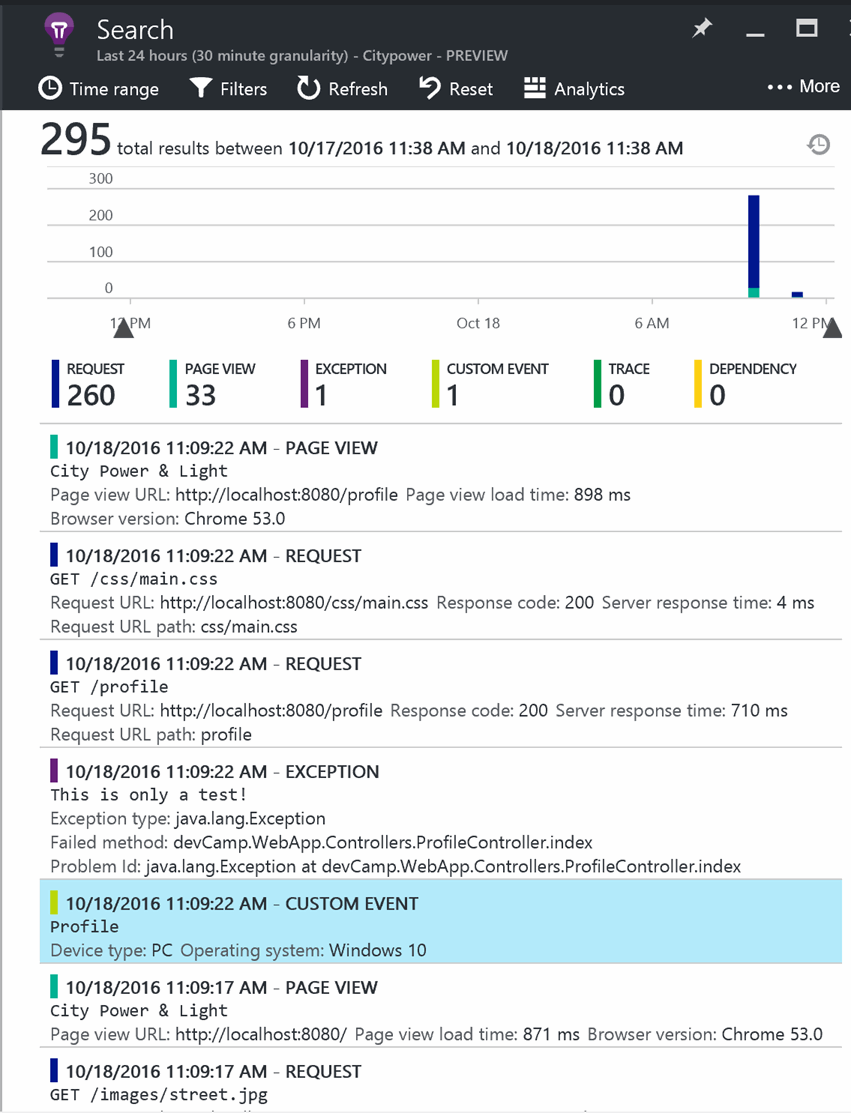 Search
Last 24 hours (30 minute granularity) - Citypower - PREVIEW
Time range Filters Refresh Reset Analytics ••• More
295 total results between 10/17/2016 11:38 AM and 10/18/2016 11:38 AM
300
200
100
0
12 PM 6 PM Oct 18 6 AM 12 PM
REQUEST PAGE VIEW EXCEPTION CUSTOM EVENT TRACE DEPENDENCY
260 33 1 1 0 0
10/18/2016 11:09:22 AM - PAGE VIEW
City Power & Light
Page view URL: http://localhost:8080/profile Page view load time: 898 ms
Browser version: Chrome 53.0
10/18/2016 11:09:22 AM - REQUEST
GET /css/main.css
Request URL: http://localhost:8080/css/main.css Response code: 200 Server response time: 4 ms
Request URL path: css/main.css
10/18/2016 11:09:22 AM - REQUEST
GET /profile
Request URL: http://localhost:8080/profile Response code: 200 Server response time: 710 ms
Request URL path: profile
10/18/2016 11:09:22 AM - EXCEPTION
This is only a test!
Exception type: java.lang.Exception
Failed method: devCamp.WebApp.Controllers.ProfileController.index
Problem Id: java.lang.Exception at devCamp.WebApp.Controllers.ProfileController.index
10/18/2016 11:09:22 AM - CUSTOM EVENT
Profile
Device type: PC Operating system: Windows 10
10/18/2016 11:09:17 AM - PAGE VIEW
City Power & Light
Page view URL: http://localhost:8080/ Page view load time: 871 ms Browser version: Chrome 53.0
10/18/2016 11:09:17 AM - REQUEST
GET /images/street.jpg